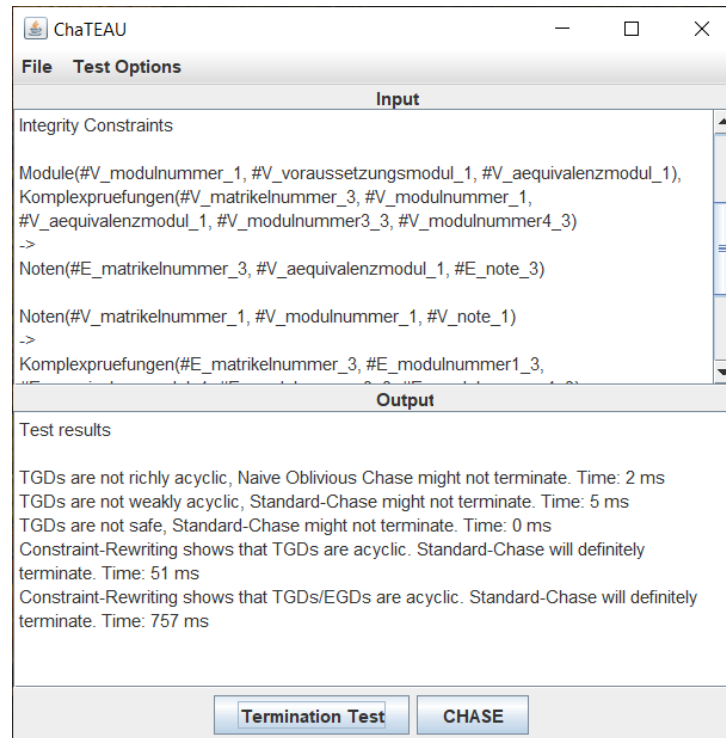 ChaTEAU
File Test Options
Input
Integrity Constraints
Module(#V_modulnummer_1, #V_voraussetzungsmodul_1, #V_aequivalenzmodul_1),
Komplexpruefungen(#V_matrikelnummer_3, #V_modulnummer_1,
#V_aequivalenzmodul_1, #V_modulnummer3_3, #V_modulnummer4_3)
->
Noten(#E_matrikelnummer_3, #V_aequivalenzmodul_1, #E_note_3)
Noten(#V_matrikelnummer_1, #V_modulnummer_1, #V_note_1)
->
Komplexpruefungen(#E_matrikelnummer_3, #E_modulnummer1_3,
Output
Test results
TGDs are not richly acyclic, Naive Oblivious Chase might not terminate. Time: 2 ms
TGDs are not weakly acyclic, Standard-Chase might not terminate. Time: 5 ms
TGDs are not safe, Standard-Chase might not terminate. Time: 0 ms
Constraint-Rewriting shows that TGDs are acyclic. Standard-Chase will definitely
terminate. Time: 51 ms
Constraint-Rewriting shows that TGDs/EGDs are acyclic. Standard-Chase will definitely
terminate. Time: 757 ms
Termination Test CHASE